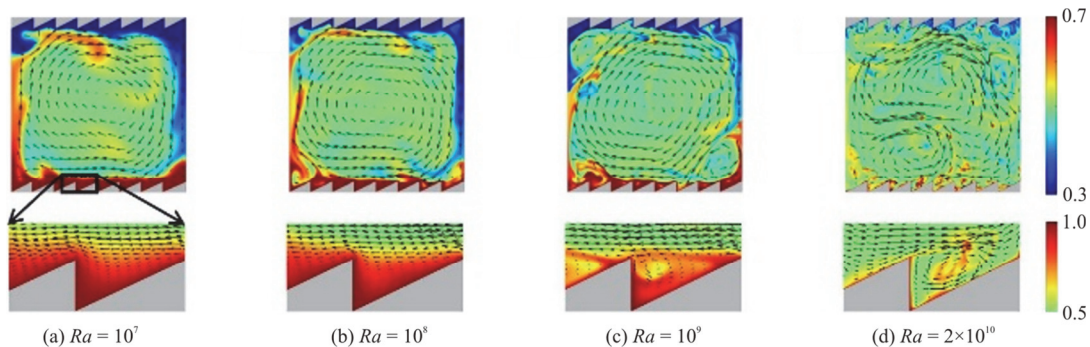 0.7
0.3
1.0
0.5
(a) Ra = 10⁷
(b) Ra = 10⁸
(c) Ra = 10⁹
(d) Ra = 2×10¹⁰